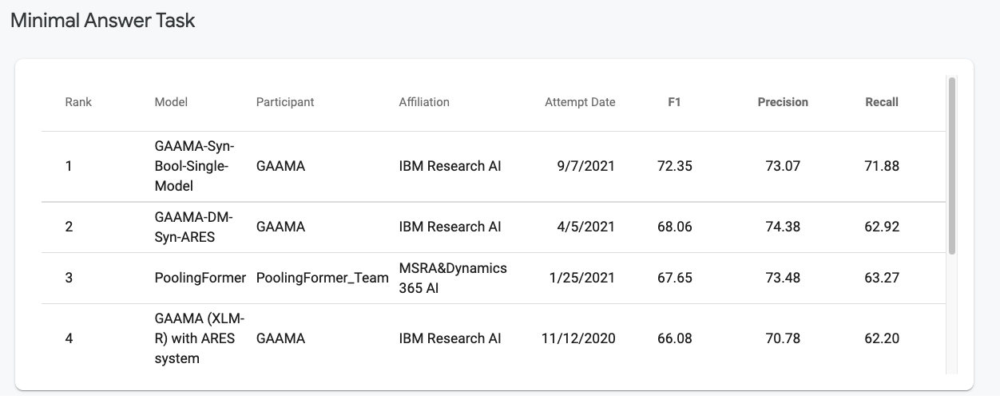 Minimal Answer Task
Rank Model Participant Affiliation Attempt Date F1 Precision Recall
GAAMA-Syn-
1 Bool-Single- GAAMA IBM Research AI 9/7/2021 72.35 73.07 71.88
Model
GAAMA-DM-
2 GAAMA IBM Research AI 4/5/2021 68.06 74.38 62.92
Syn-ARES
MSRA&Dynamics
3 PoolingFormer PoolingFormer_Team 1/25/2021 67.65 73.48 63.27
365 AI
GAAMA (XLM-
4 R) with ARES GAAMA IBM Research AI 11/12/2020 66.08 70.78 62.20
system